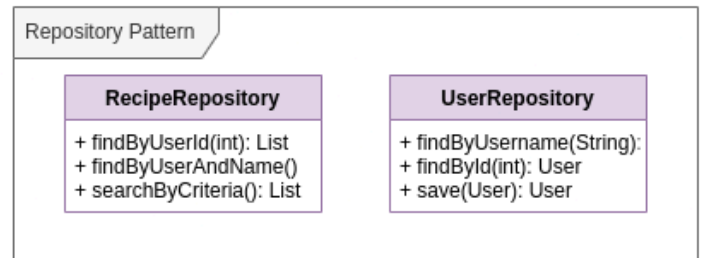 Repository Pattern
RecipeRepository
+ findByUserId(int): List
+ findByUserAndName()
+ searchByCriteria(): List
UserRepository
+ findByUsername(String):
+ findById(int): User
+ save(User): User